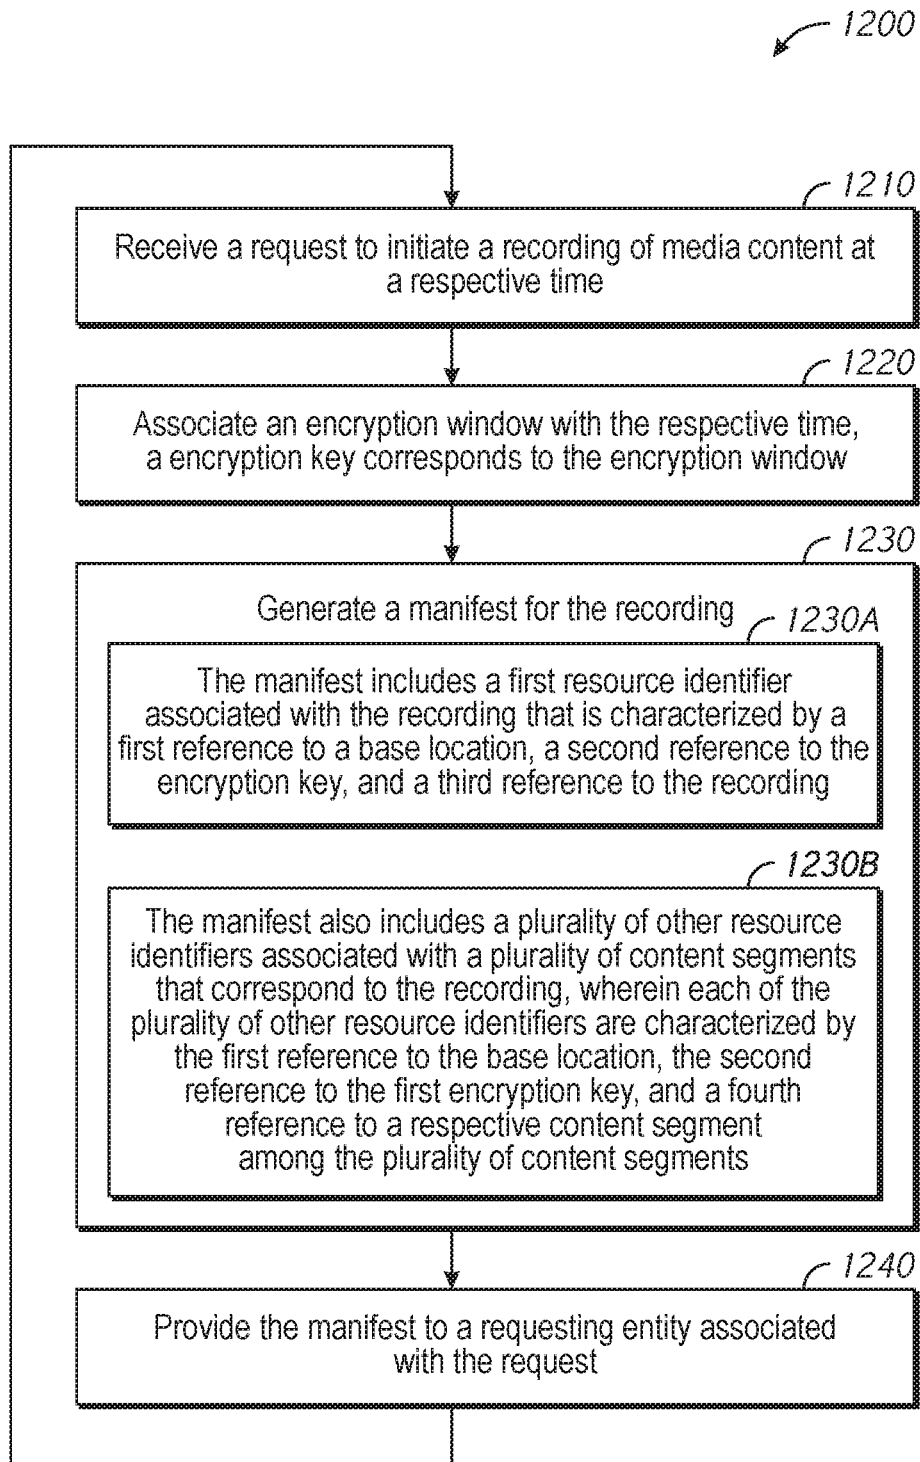 1200
1210
Receive a request to initiate a recording of media content at
a respective time
1220
Associate an encryption window with the respective time,
a encryption key corresponds to the encryption window
1230
Generate a manifest for the recording
1230A
The manifest includes a first resource identifier
associated with the recording that is characterized by a
first reference to a base location, a second reference to the
encryption key, and a third reference to the recording
1230B
The manifest also includes a plurality of other resource
identifiers associated with a plurality of content segments
that correspond to the recording, wherein each of the
plurality of other resource identifiers are characterized by
the first reference to the base location, the second
reference to the first encryption key, and a fourth
reference to a respective content segment
among the plurality of content segments
1240
Provide the manifest to a requesting entity associated
with the request